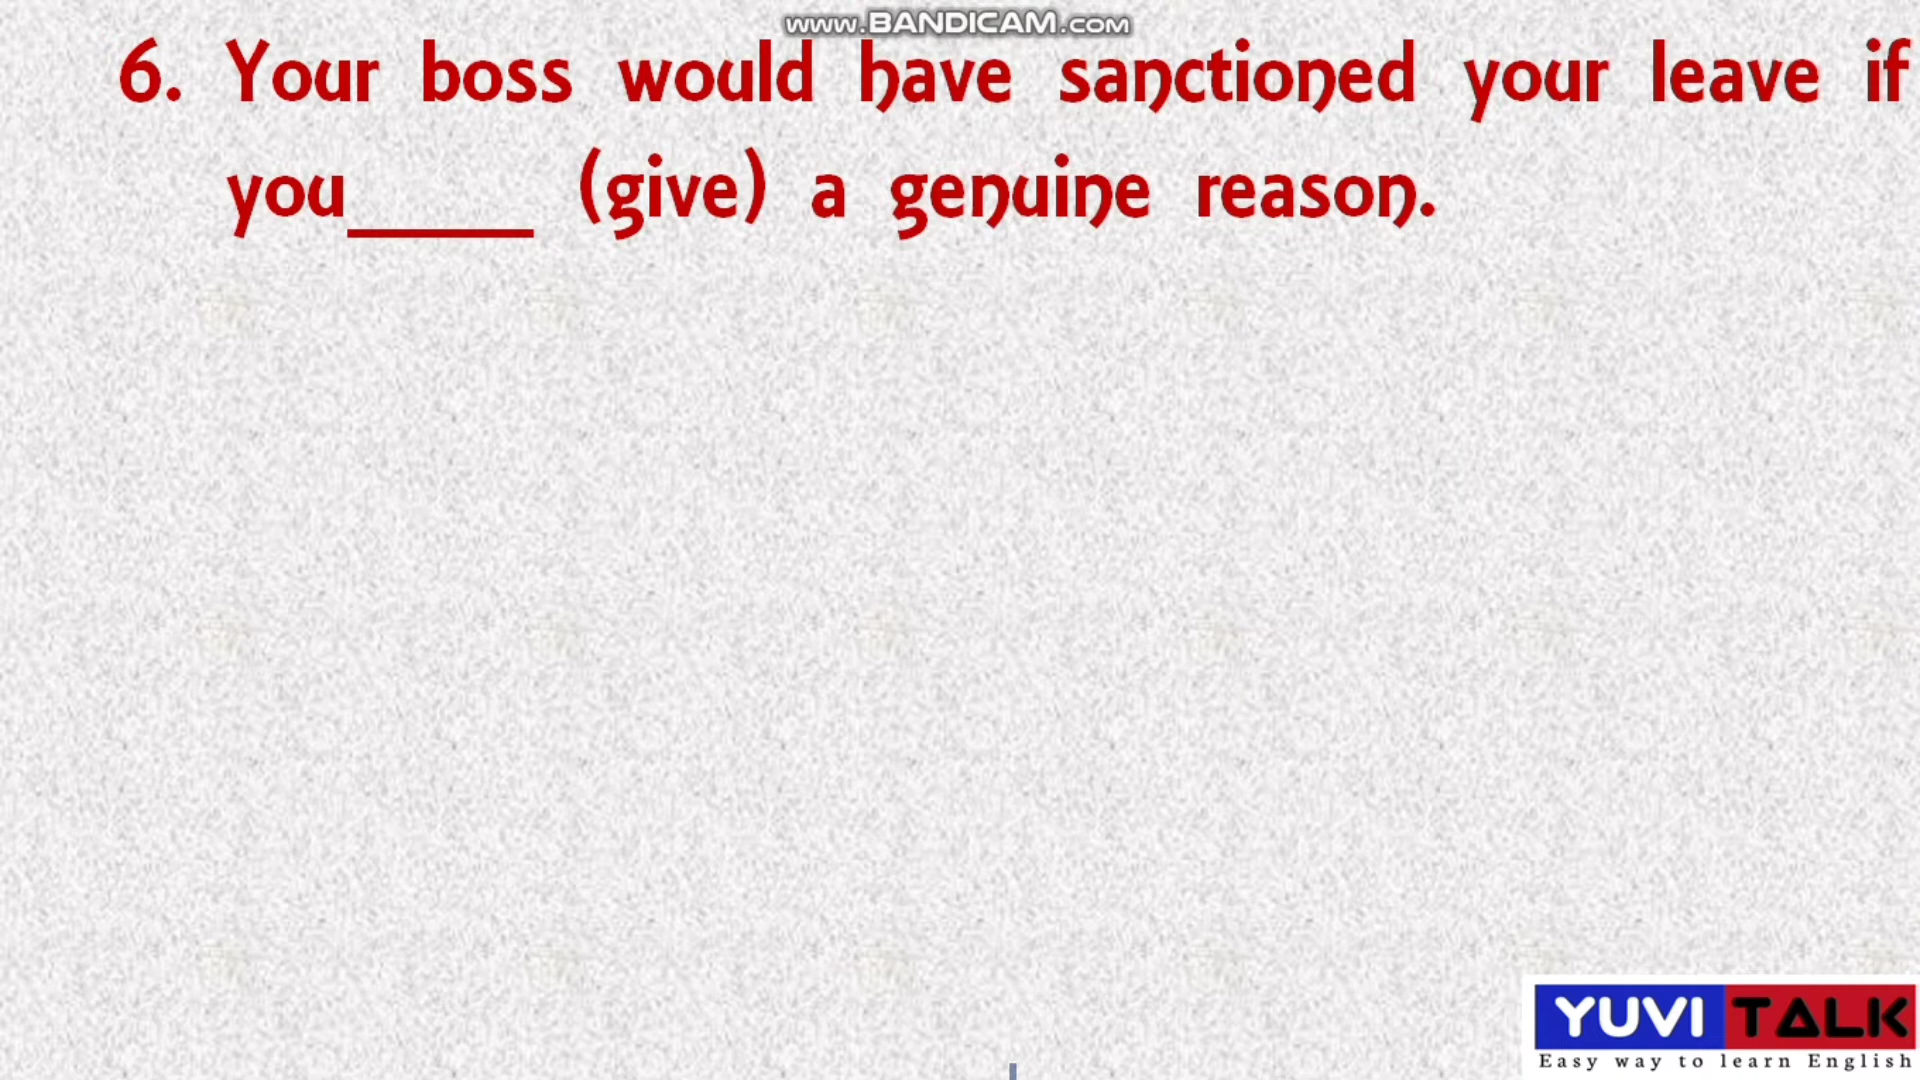 www.BANDICAM.com
6. Your boss would have sanctioned your leave if
you_____ (give) a genuine reason.
YUVI TALK
Easy way to learn English